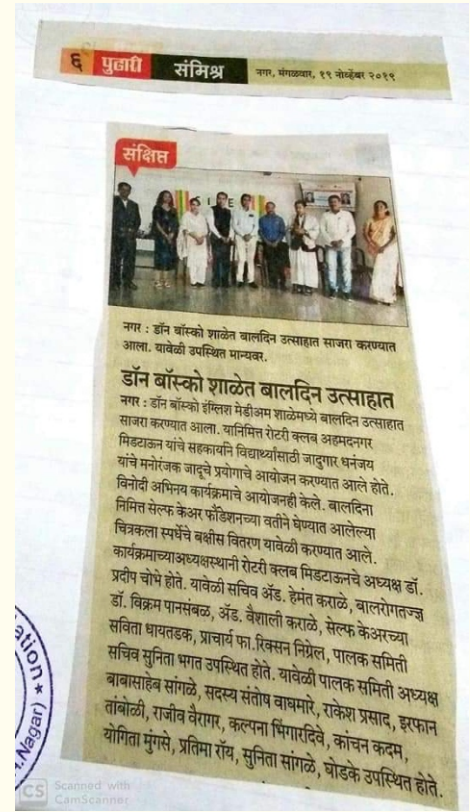 ६ पुढारी संमिश्र नगर, मंगळवार, १९ नोव्हेंबर २०१९
संक्षिप्त
नगर : डॉन बॉस्को शाळेत बालदिन उत्साहात साजरा करण्यात
आला. यावेळी उपस्थित मान्यवर.
डॉन बॉस्को शाळेत बालदिन उत्साहात
नगर : डॉन बॉस्को इंग्लिश मेडीअम शाळेमध्ये बालदिन उत्साहात
साजरा करण्यात आला. यानिमित्त रोटरी क्लब अहमदनगर
मिडटाऊन यांचे सहकार्याने विद्यार्थ्यांसाठी जादुगार धनंजय
यांचे मनोरंजक जादूचे प्रयोगाचे आयोजन करण्यात आले होते.
विनोदी अभिनय कार्यक्रमाचे आयोजनही केले. बालदिना
निमित्त सेल्फ केअर फौंडेशनच्या वतीने घेण्यात आलेल्या
चित्रकला स्पर्धेचे बक्षीस वितरण यावेळी करण्यात आले.
कार्यक्रमाच्याअध्यक्षस्थानी रोटरी क्लब मिडटाऊनचे अध्यक्ष डॉ.
प्रदीप चोभे होते. यावेळी सचिव अ‍ॅड. हेमंत कराळे, बालरोगतज्ज्ञ
डॉ. विक्रम पानसंबळ, अ‍ॅड. वैशाली कराळे, सेल्फ केअरच्या
सविता धायतडक, प्राचार्य फा.रिक्सन निग्रेल, पालक समिती
सचिव सुनिता भगत उपस्थित होते. यावेळी पालक समिती अध्यक्ष
बाबासाहेब सांगळे, सदस्य संतोष वाघमारे, राकेश प्रसाद, इरफान
तांबोळी, राजीव वैरागर, कल्पना भिंगारदिवे, कांचन कदम,
योगिता मुंगसे, प्रतिमा रॉय, सुनिता सांगळे, घोडके उपस्थित होते.
ation * 
Nagar)
CS Scanned with
CamScanner